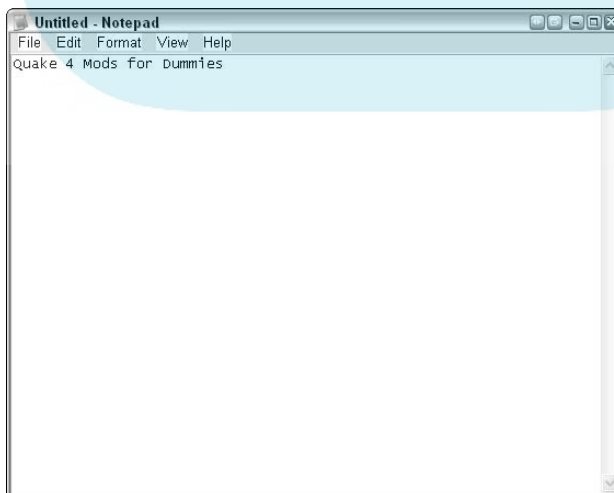 Untitled - Notepad
File Edit Format View Help
Quake 4 Mods for Dummies